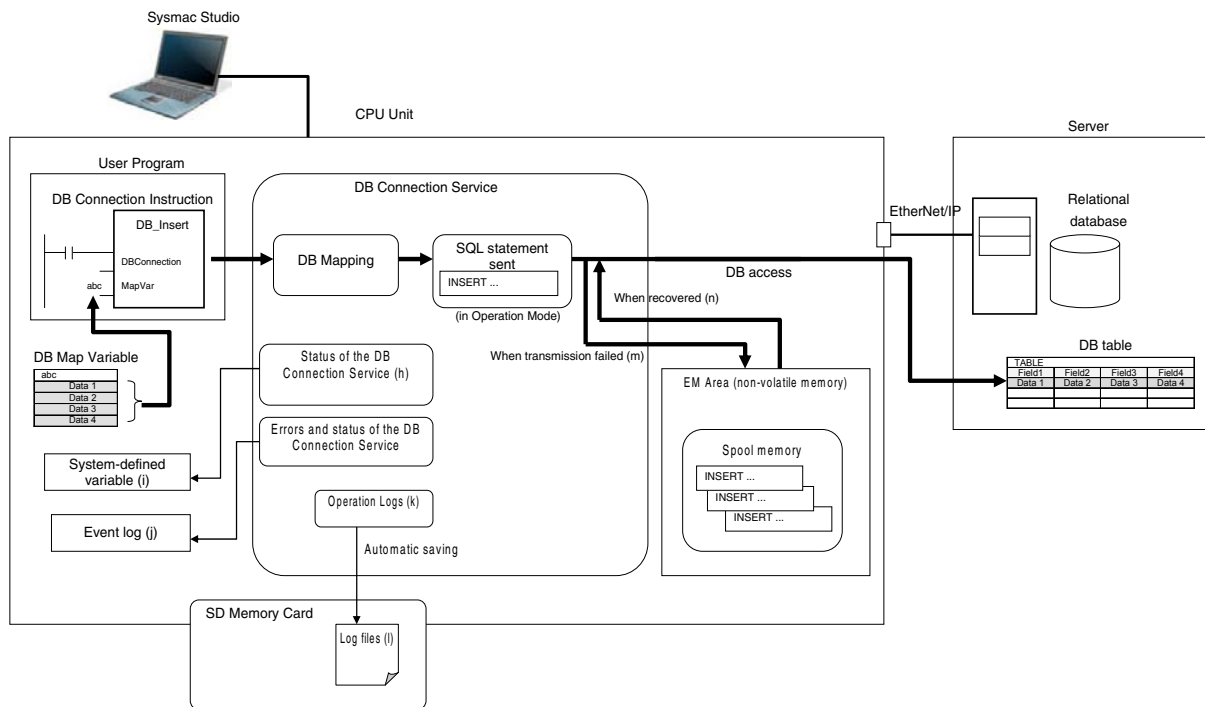 Sysmac Studio
CPU Unit
Server
User Program
DB Connection Instruction
DB_Insert
DBConnection
abc
MapVar
DB Connection Service
DB Mapping
SQL statement
sent
INSERT ...
(in Operation Mode)
EtherNet/IP
DB access
Relational
database
When recovered (n)
When transmission failed (m)
DB Map Variable
abc
Data 1
Data 2
Data 3
Data 4
Status of the DB
Connection Service (h)
Errors and status of the DB
Connection Service
System-defined
variable (i)
Event log (j)
Operation Logs (k)
Automatic saving
EM Area (non-volatile memory)
Spool memory
INSERT ...
INSERT ...
INSERT ...
DB table
TABLE
Field1 Field2 Field3 Field4
Data 1 Data 2 Data 3 Data 4
SD Memory Card
Log files (l)